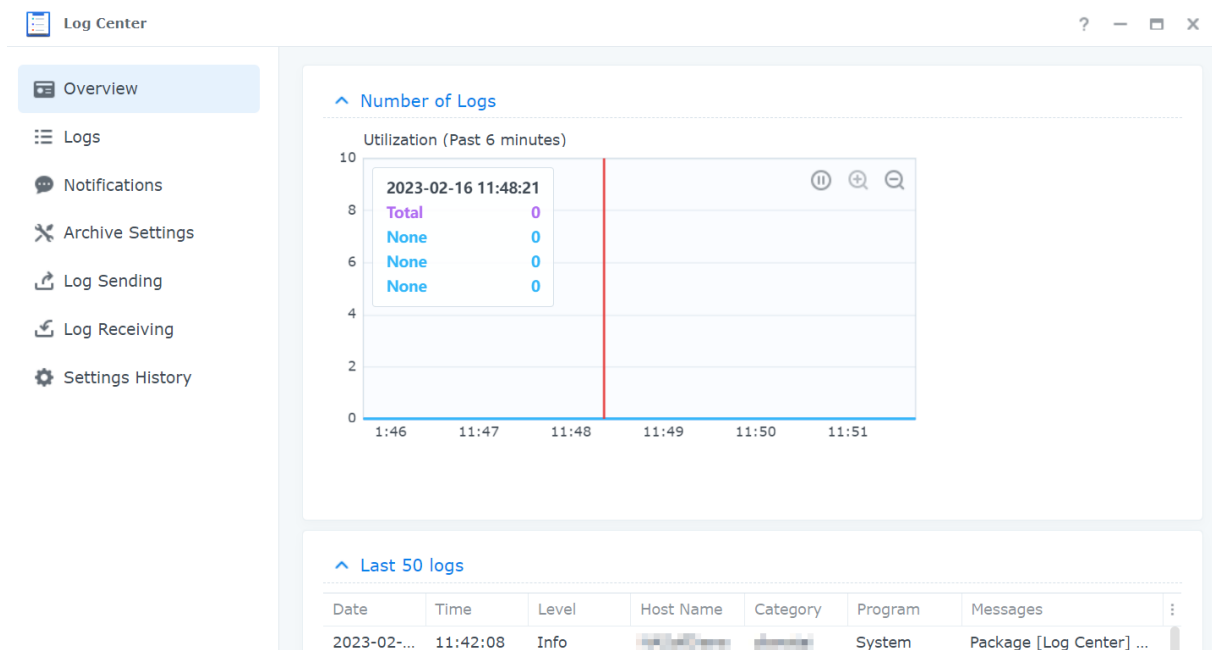 Log Center
?
Overview
Logs
Notifications
Archive Settings
Log Sending
Log Receiving
Settings History
Number of Logs
Utilization (Past 6 minutes)
10
8
6
4
2
0
2023-02-16 11:48:21
Total 0
None 0
None 0
None 0
1:46 11:47 11:48 11:49 11:50 11:51
Last 50 logs
Date Time Level Host Name Category Program Messages
2023-02-... 11:42:08 Info System Package [Log Center] ...